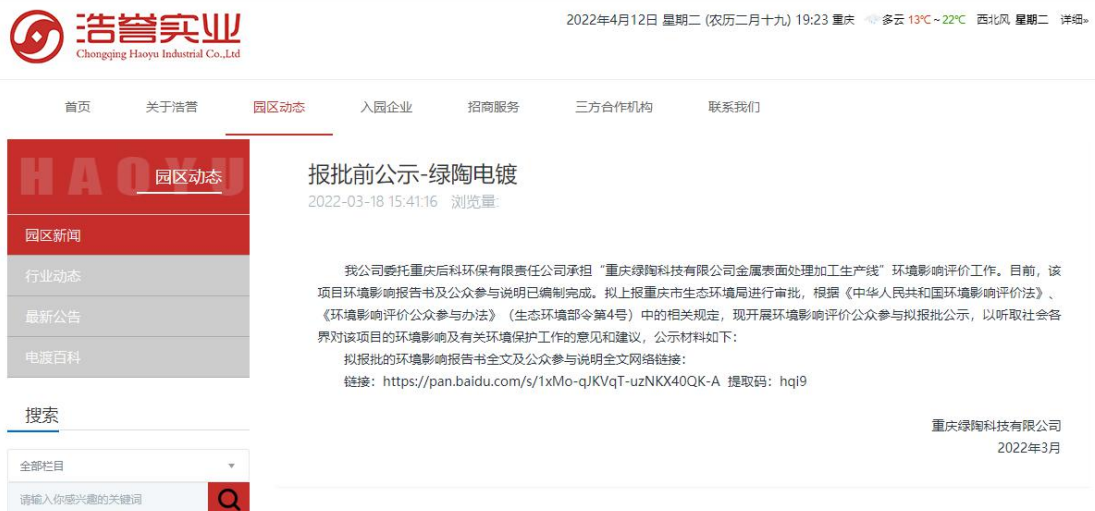 浩誉实业
Chongqing Haoyu Industrial Co.,Ltd
2022年4月12日 星期二 (农历二月十九) 19:23 重庆 多云 13℃~22℃ 西北风 星期二 详细»
首页 关于浩誉 园区动态 入园企业 招商服务 三方合作机构 联系我们
HAOYU
园区动态
园区新闻
行业动态
最新公告
电渡百科
搜索
全部栏目
请输入你感兴趣的关键词
报批前公示-绿陶电镀
2022-03-18 15:41:16 浏览量:
我公司委托重庆后科环保有限责任公司承担“重庆绿陶科技有限公司金属表面处理加工生产线”环境影响评价工作。目前，该
项目环境影响报告书及公众参与说明已编制完成。拟上报重庆市生态环境局进行审批，根据《中华人民共和国环境影响评价法》、
《环境影响评价公众参与办法》（生态环境部令第4号）中的相关规定，现开展环境影响评价公众参与拟报批公示，以听取社会各
界对该项目的环境影响及有关环境保护工作的意见和建议，公示材料如下：
拟报批的环境影响报告书全文及公众参与说明全文网络链接：
链接：https://pan.baidu.com/s/1xMo-qJKVqT-uzNKX40QK-A 提取码：hqi9
重庆绿陶科技有限公司
2022年3月